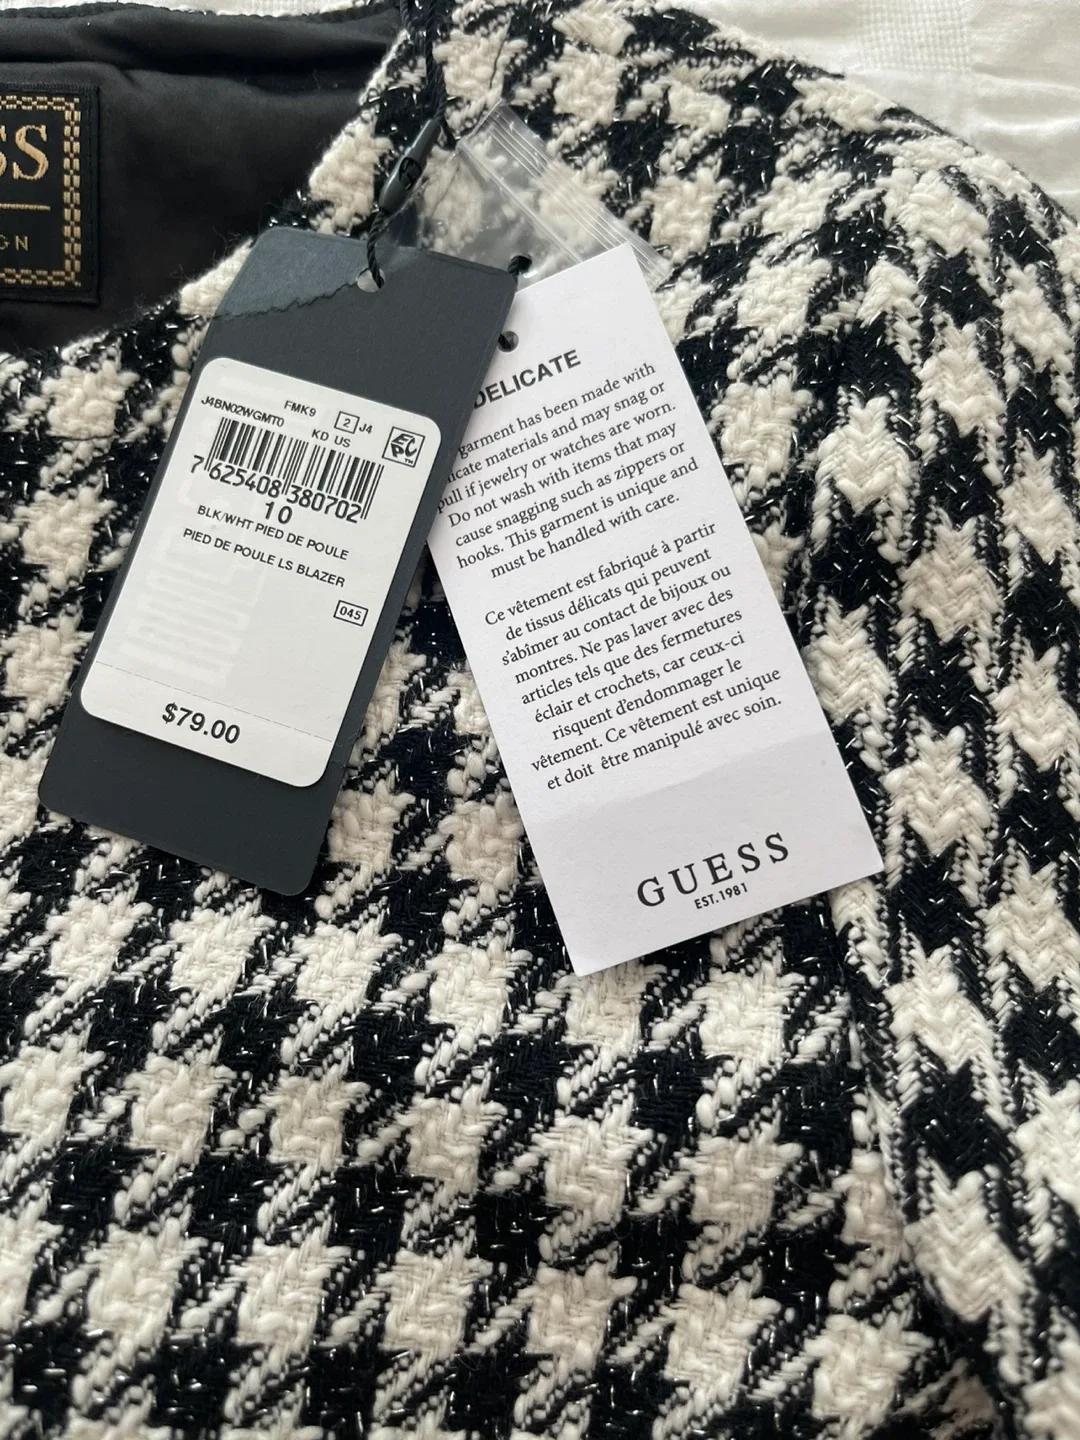 SS
GN
FMK9
2 J4
J4BN02WGMT0
KD US
7 625408 380702
10
BLK/WHT PIED DE POULE
PIED DE POULE LS BLAZER
045
$79.00
DELICATE
garment has been made with
icate materials and may snag or
pull if jewelry or watches are worn.
Do not wash with items that may
cause snagging such as zippers or
hooks. This garment is unique and
must be handled with care.
Ce vêtement est fabriqué à partir
de tissus délicats qui peuvent
s'abîmer au contact de bijoux ou
montres. Ne pas laver avec des
articles tels que des fermetures
éclair et crochets, car ceux-ci
risquent d'endommager le
vêtement. Ce vêtement est unique
et doit être manipulé avec soin.
GUESS
EST.1981